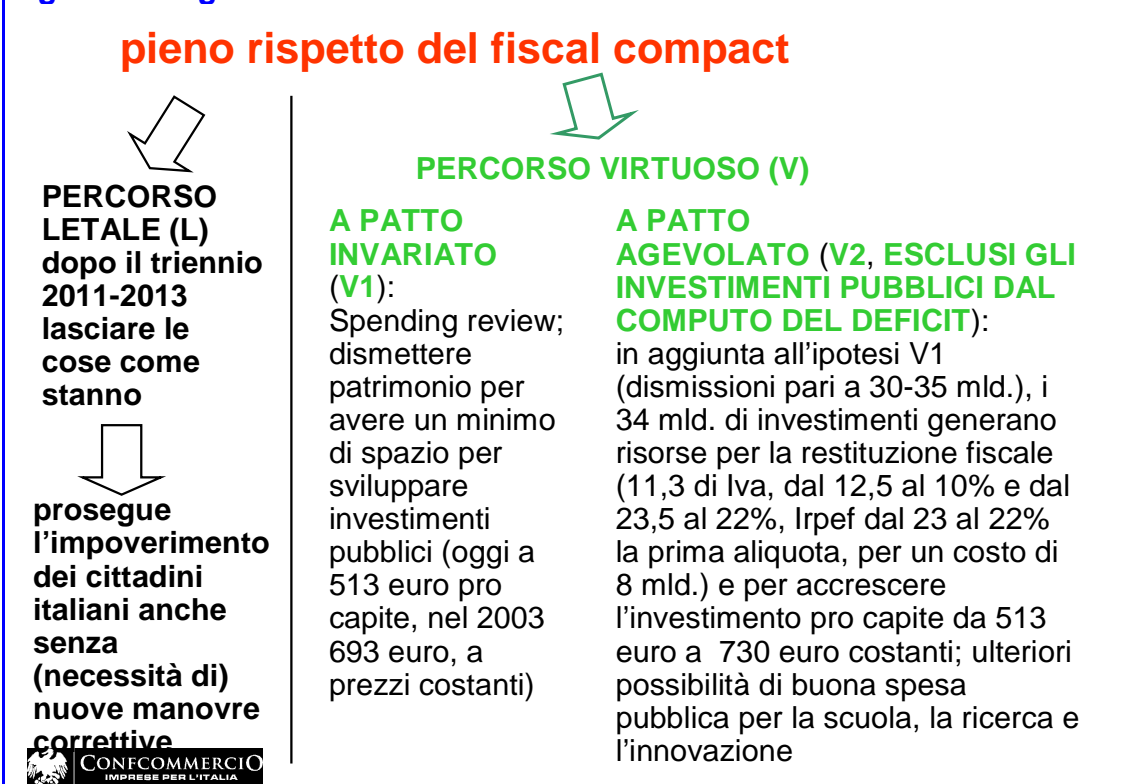 pieno rispetto del fiscal compact
PERCORSO
LETALE (L)
dopo il triennio
2011-2013
lasciare le
cose come
stanno
prosegue
l’impoverimento
dei cittadini
italiani anche
senza
(necessità di)
nuove manovre
correttive
PERCORSO VIRTUOSO (V)
A PATTO
INVARIATO
(V1):
Spending review;
dismettere
patrimonio per
avere un minimo
di spazio per
sviluppare
investimenti
pubblici (oggi a
513 euro pro
capite, nel 2003
693 euro, a
prezzi costanti)
A PATTO
AGEVOLATO (V2, ESCLUSI GLI
INVESTIMENTI PUBBLICI DAL
COMPUTO DEL DEFICIT):
in aggiunta all’ipotesi V1
(dismissioni pari a 30-35 mld.), i
34 mld. di investimenti generano
risorse per la restituzione fiscale
(11,3 di Iva, dal 12,5 al 10% e dal
23,5 al 22%, Irpef dal 23 al 22%
la prima aliquota, per un costo di
8 mld.) e per accrescere
l’investimento pro capite da 513
euro a  730 euro costanti; ulteriori
possibilità di buona spesa
pubblica per la scuola, la ricerca e
l’innovazione
CONFCOMMERCIO
IMPRESE PER L'ITALIA